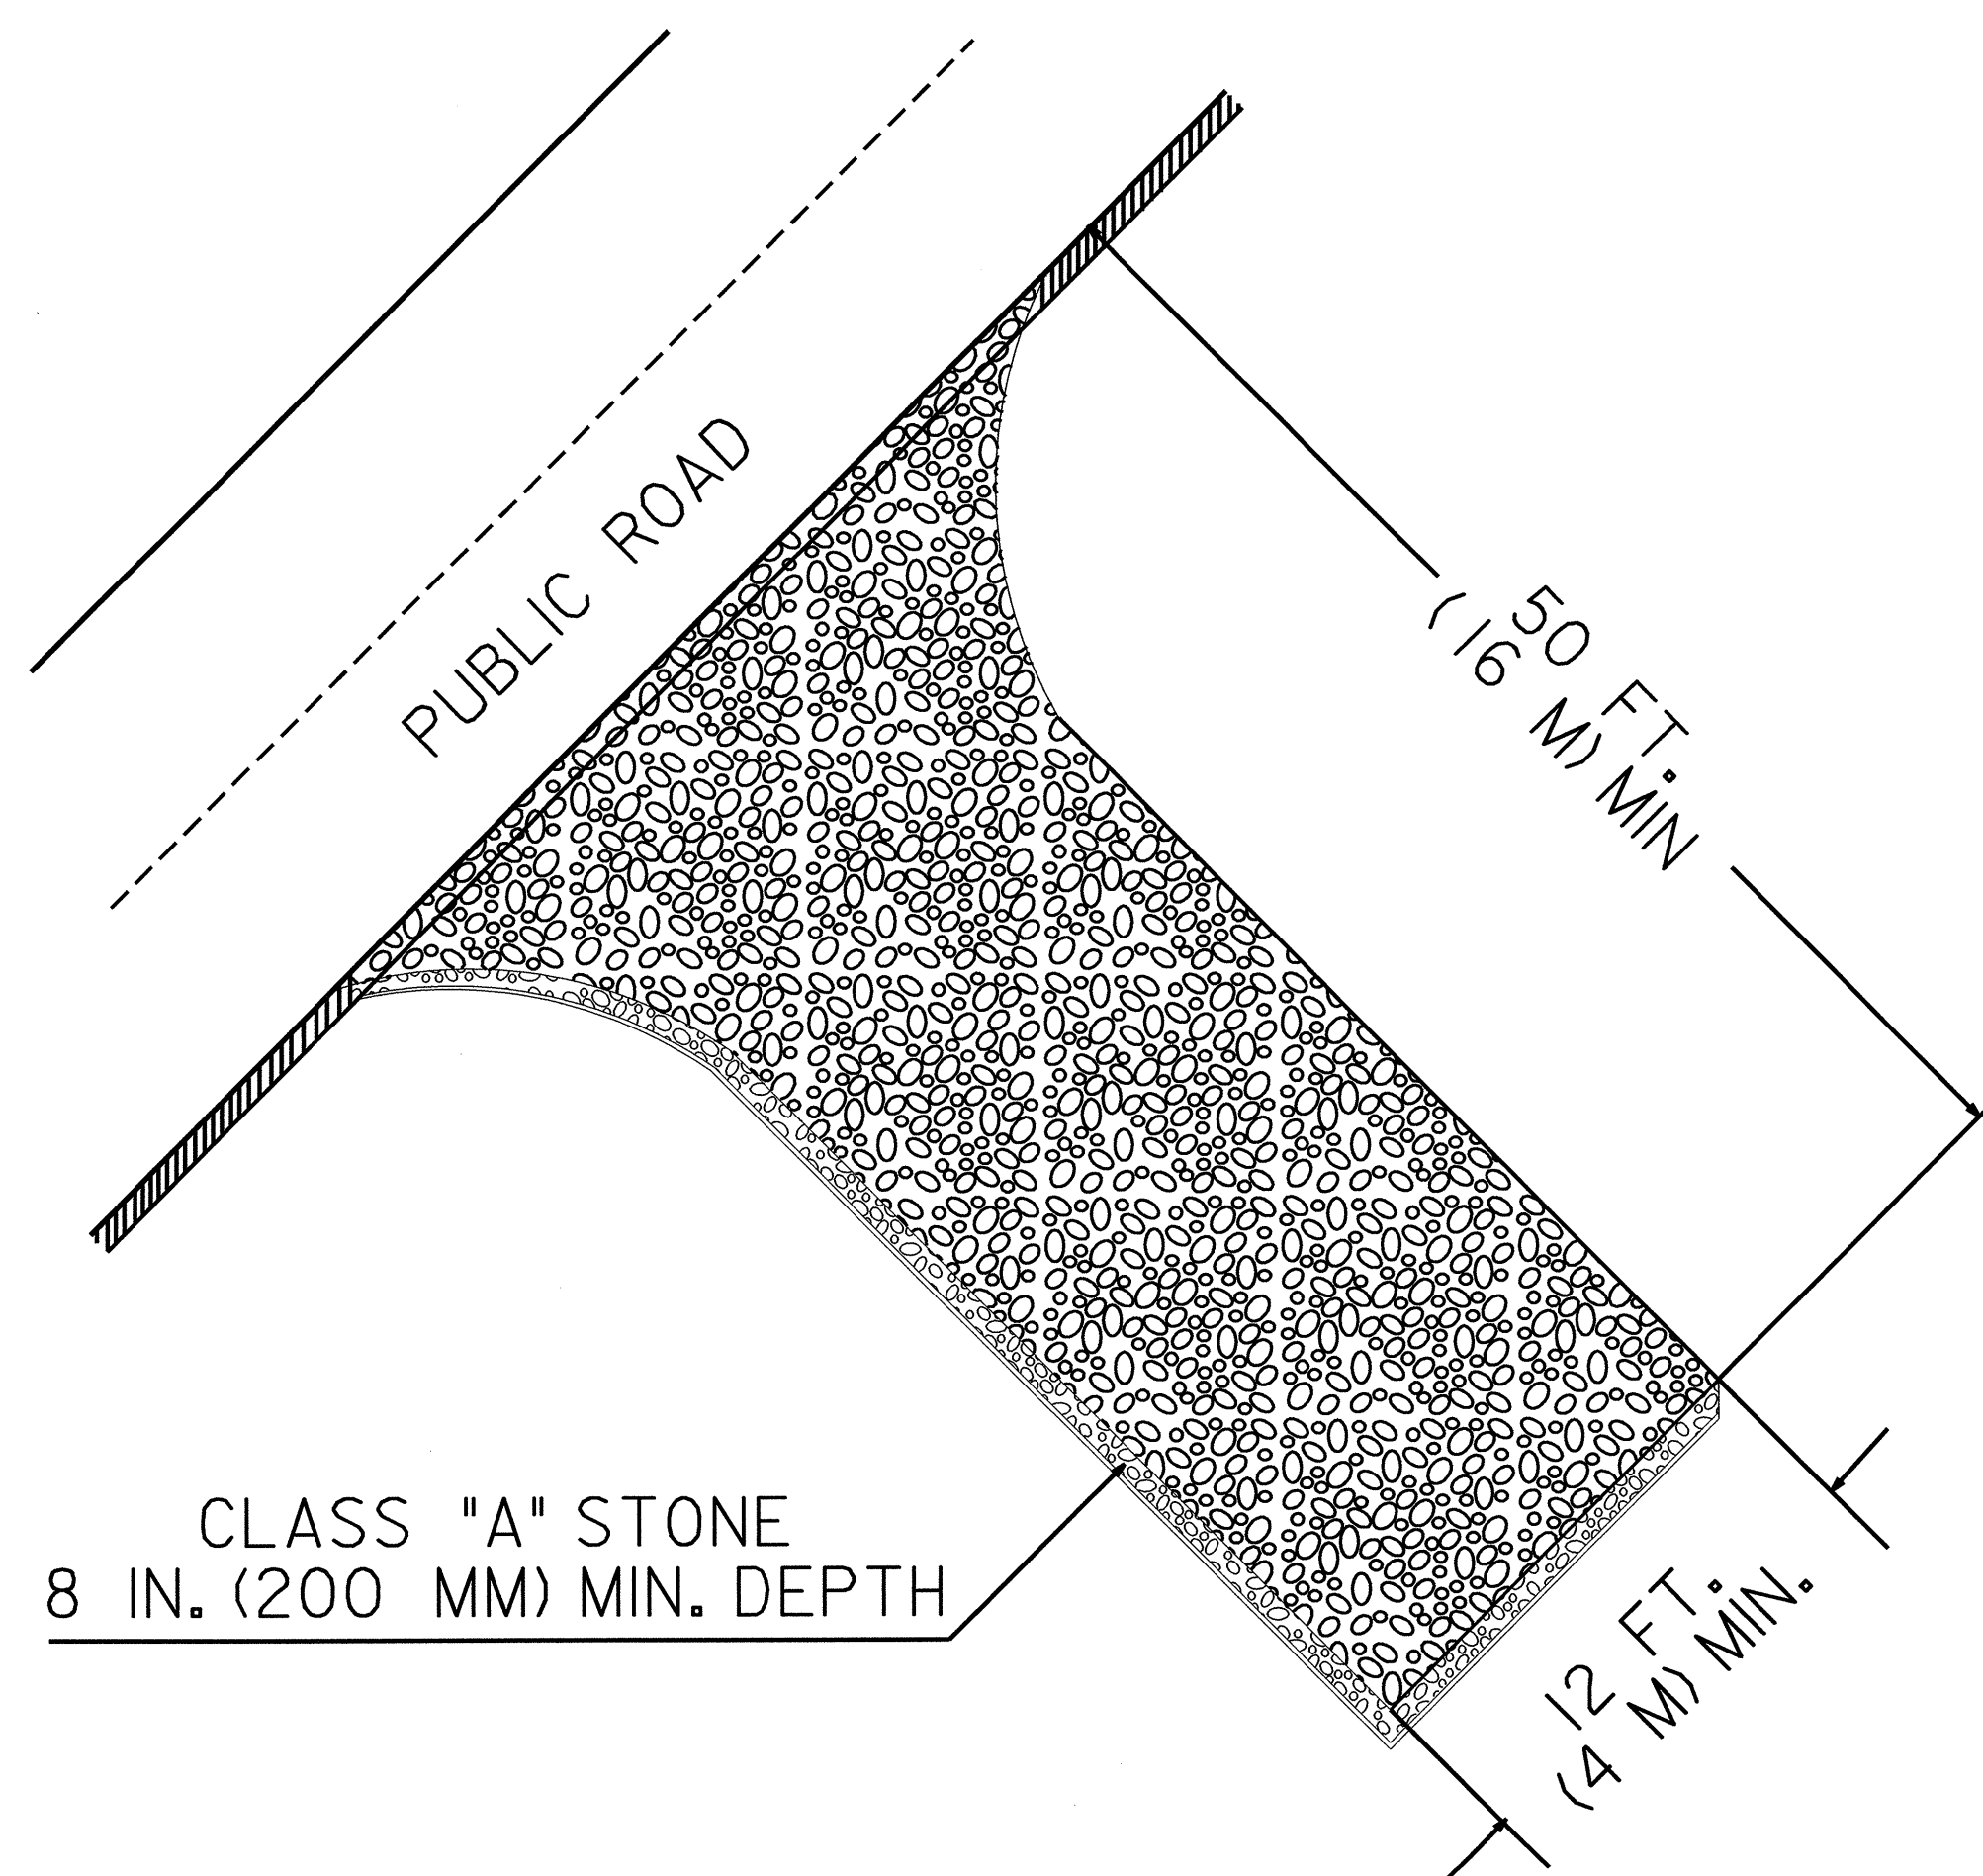 PUBLIC ROAD
50 FT.
(16 M) MIN
CLASS "A" STONE
8 IN. (200 MM) MIN. DEPTH
12 FT.
(4 M) MIN.